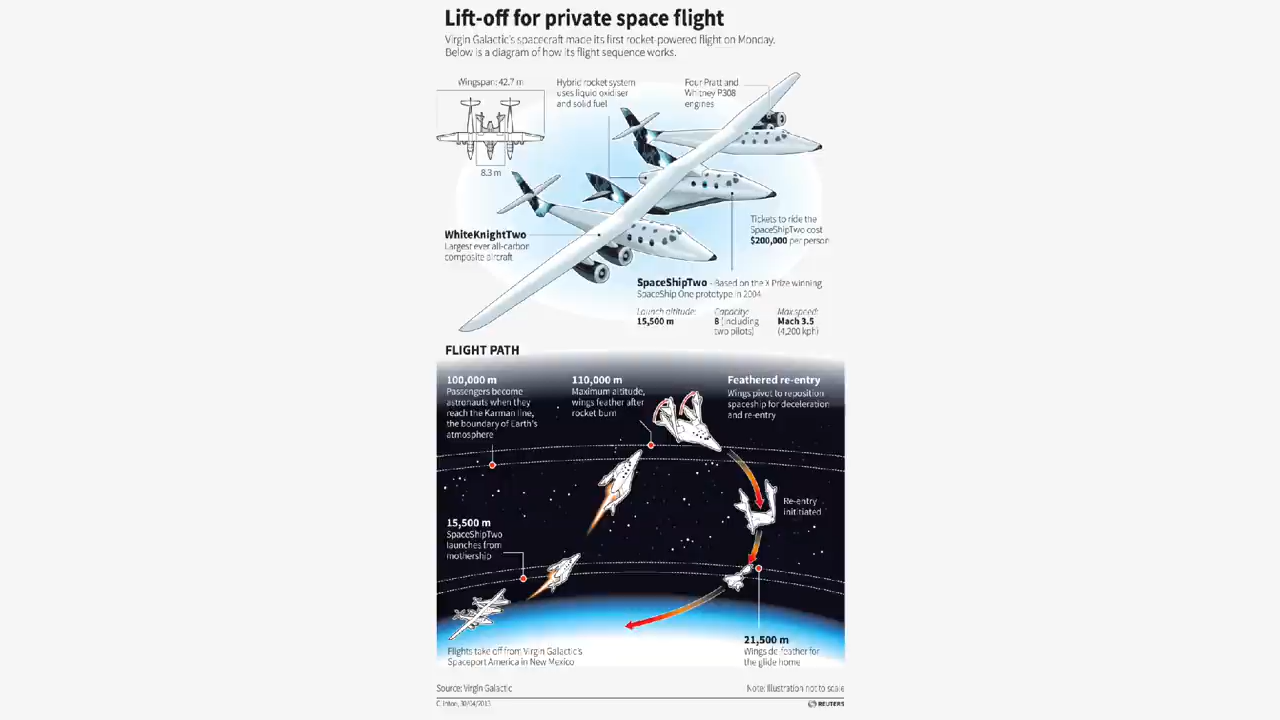 Lift-off for private space flight
Virgin Galactic's spacecraft made its first rocket-powered flight on Monday.
Below is a diagram of how its flight sequence works.
Wingspan: 42.7 m
8.3 m
Hybrid rocket system
uses liquid oxidiser
and solid fuel
Four Pratt and
Whitney P308
engines
WhiteKnightTwo
Largest ever all-carbon
composite aircraft
Tickets to ride the
SpaceShipTwo cost
$200,000 per person
SpaceShipTwo - Based on the X Prize winning
SpaceShip One prototype in 2004
Launch altitude:
15,500 m
Capacity:
8 (including
two pilots)
Max speed:
Mach 3.5
(4,200 kph)
FLIGHT PATH
100,000 m
Passengers become
astronauts when they
reach the Karman line,
the boundary of Earth's
atmosphere
110,000 m
Maximum altitude,
wings feather after
rocket burn
Feathered re-entry
Wings pivot to reposition
spaceship for deceleration
and re-entry
Re-entry
inititiated
15,500 m
SpaceShipTwo
launches from
mothership
21,500 m
Wings de-feather for
the glide home
Flights take off from Virgin Galactic's
Spaceport America in New Mexico
Source: Virgin Galactic
Note: Illustration not to scale
C. Inton, 30/04/2013
REUTERS